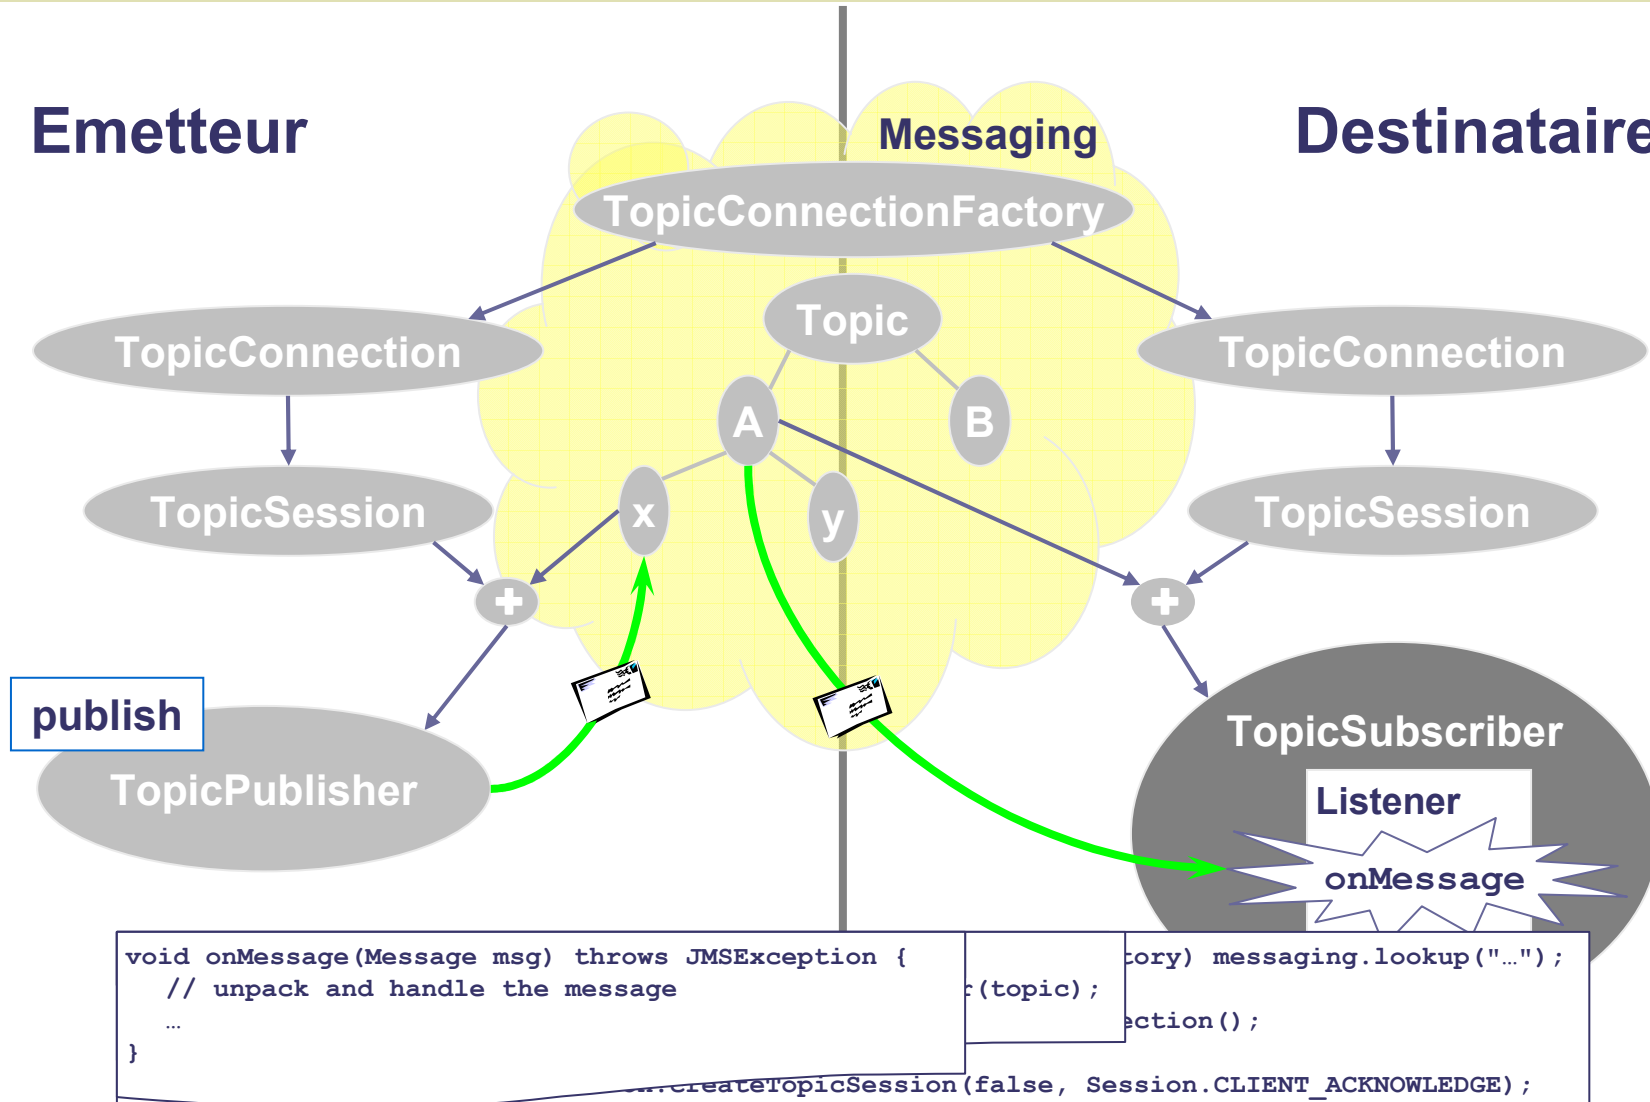 Emetteur
Messaging
Destinataire
TopicConnectionFactory
Topic
TopicConnection
TopicConnection
A
B
TopicSession
x
y
TopicSession
publish
TopicPublisher
TopicSubscriber
Listener
onMessage
void onMessage(Message msg) throws JMSException {
// unpack and handle the message
…
}
tory) messaging.lookup("…");
r(topic);
ection();
.createTopicSession(false, Session.CLIENT_ACKNOWLEDGE);